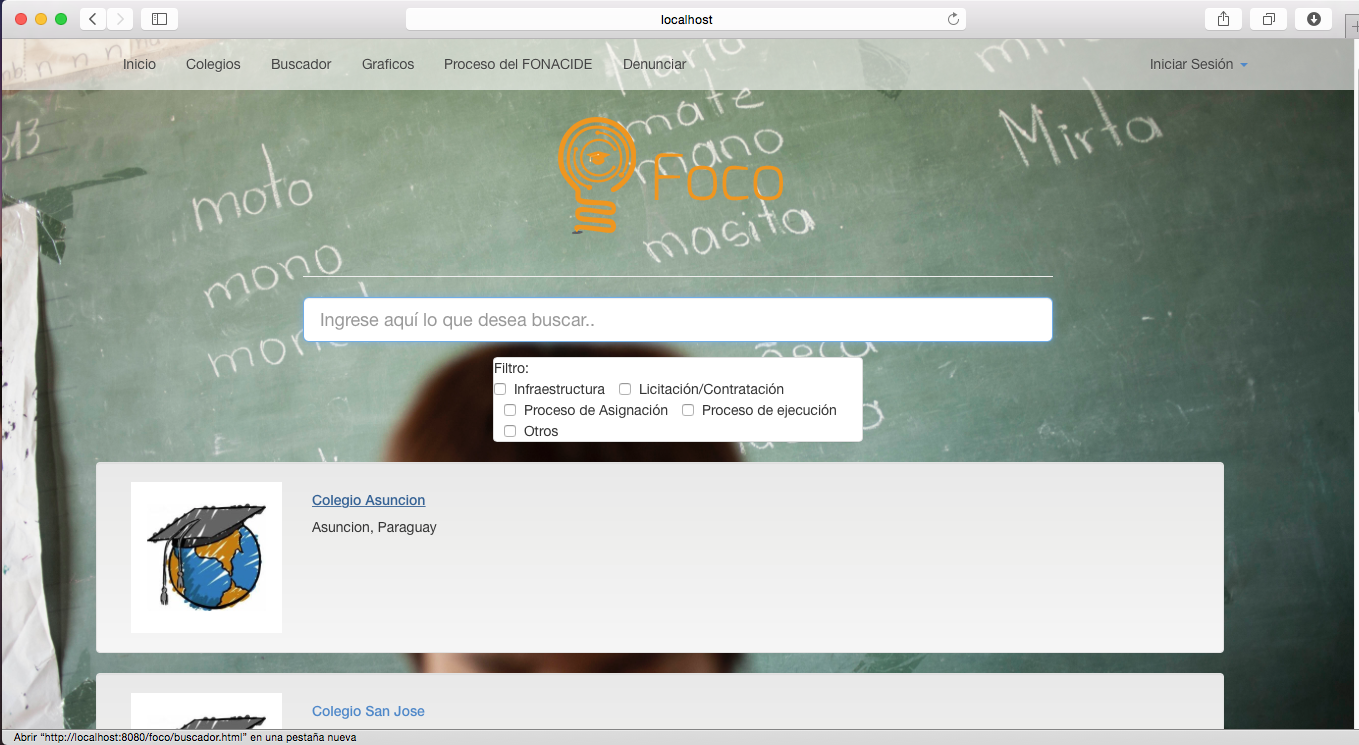 localhost
Inicio Colegios Buscador Graficos Proceso del FONACIDE Denunciar Iniciar Sesión
María
mate
Mirta
mano
moto
Foco
masita
mono
Ingrese aquí lo que desea buscar..
Filtro:
Infraestructura Licitación/Contratación
Proceso de Asignación Proceso de ejecución
Otros
Colegio Asuncion
Asuncion, Paraguay
Colegio San Jose
Abrir “http://localhost:8080/foco/buscador.html” en una pestaña nueva